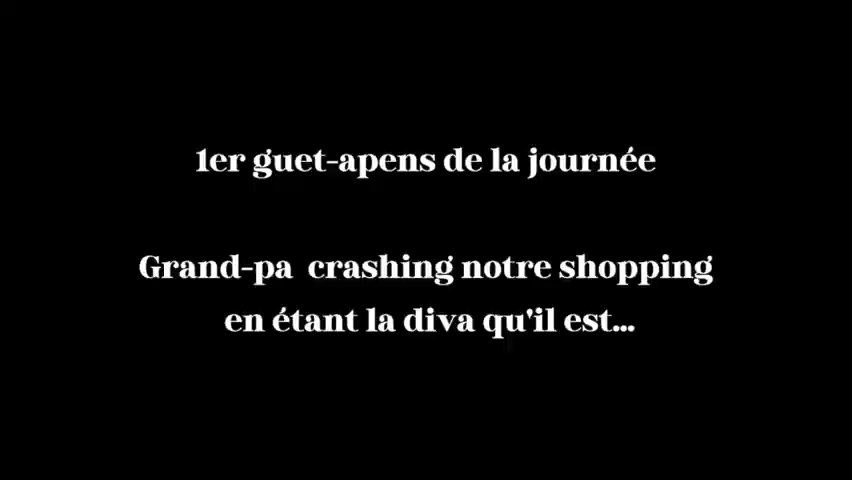 1er guet-apens de la journée
Grand-pa crashing notre shopping
en étant la diva qu'il est...